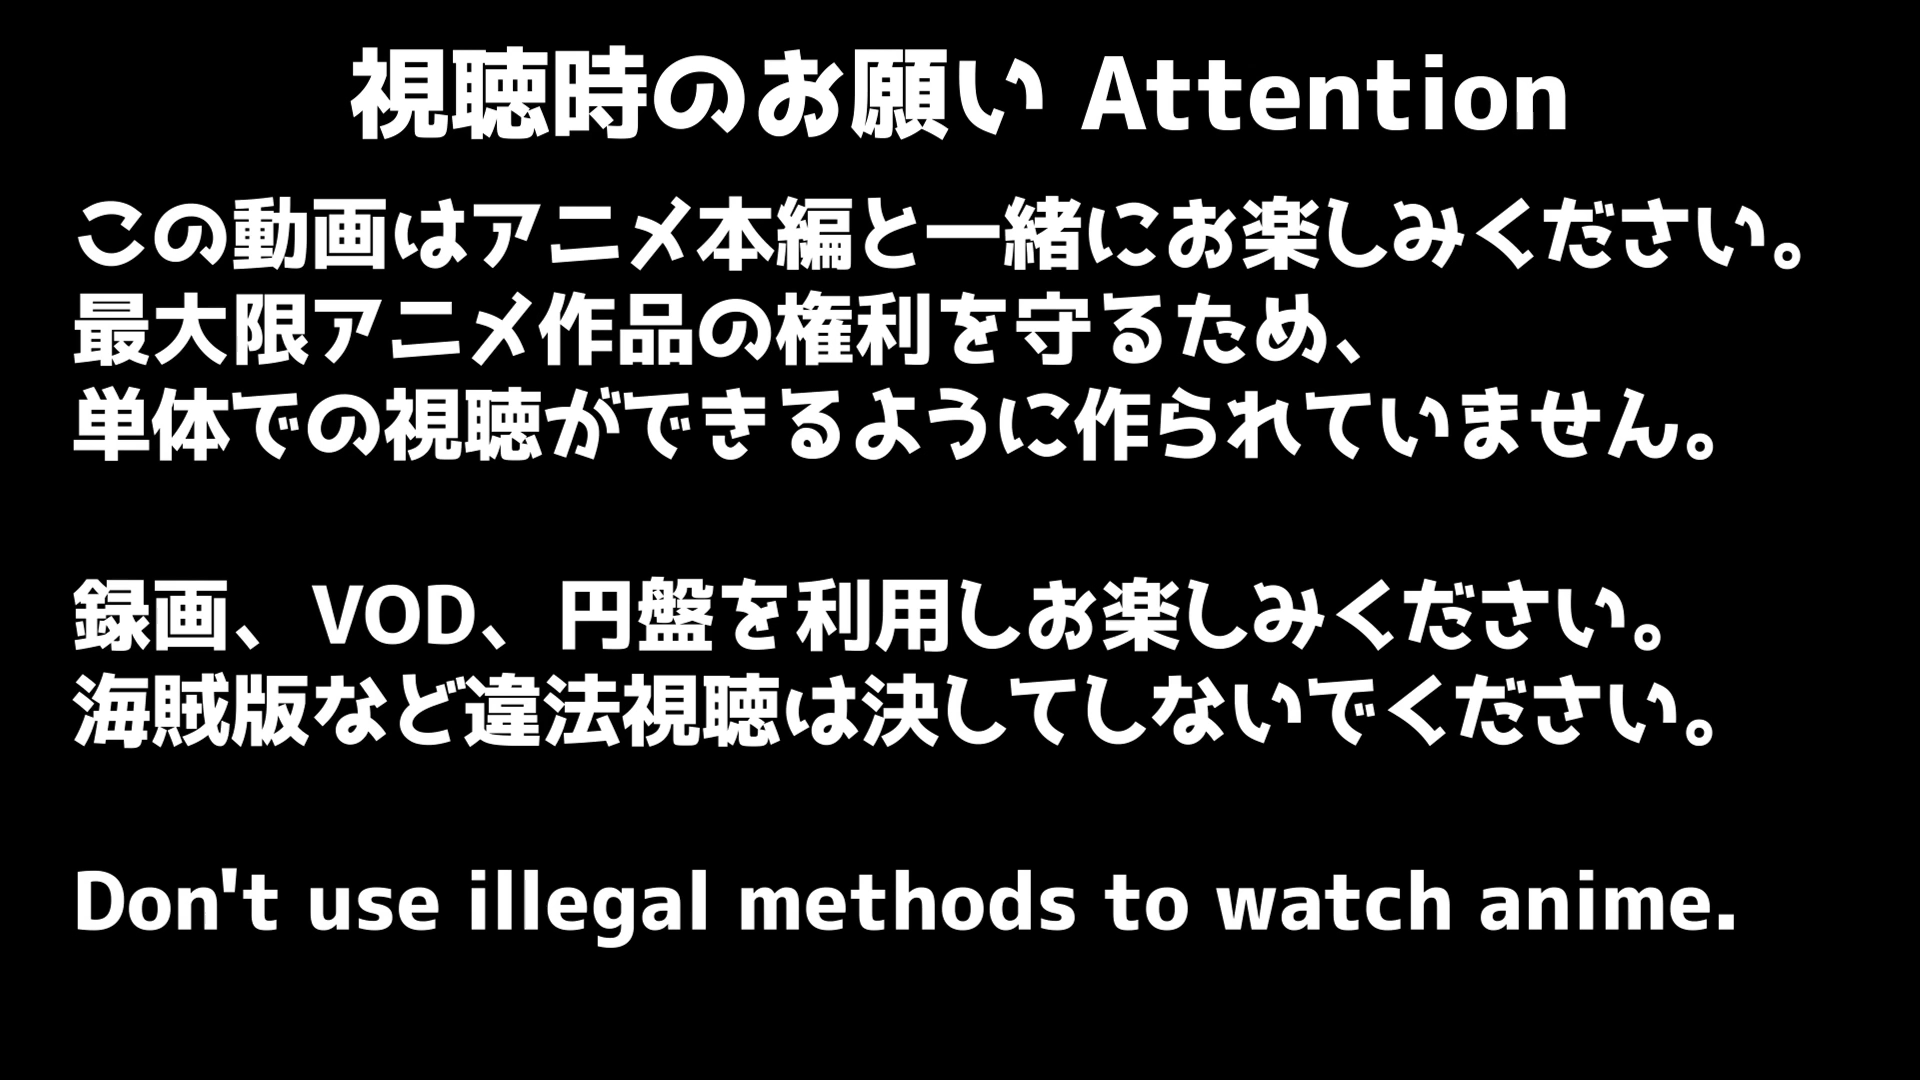 視聴時のお願い Attention
この動画はアニメ本編と一緒にお楽しみください。
最大限アニメ作品の権利を守るため、
単体での視聴ができるように作られていません。
録画、VOD、円盤を利用しお楽しみください。
海賊版など違法視聴は決してしないでください。
Don't use illegal methods to watch anime.